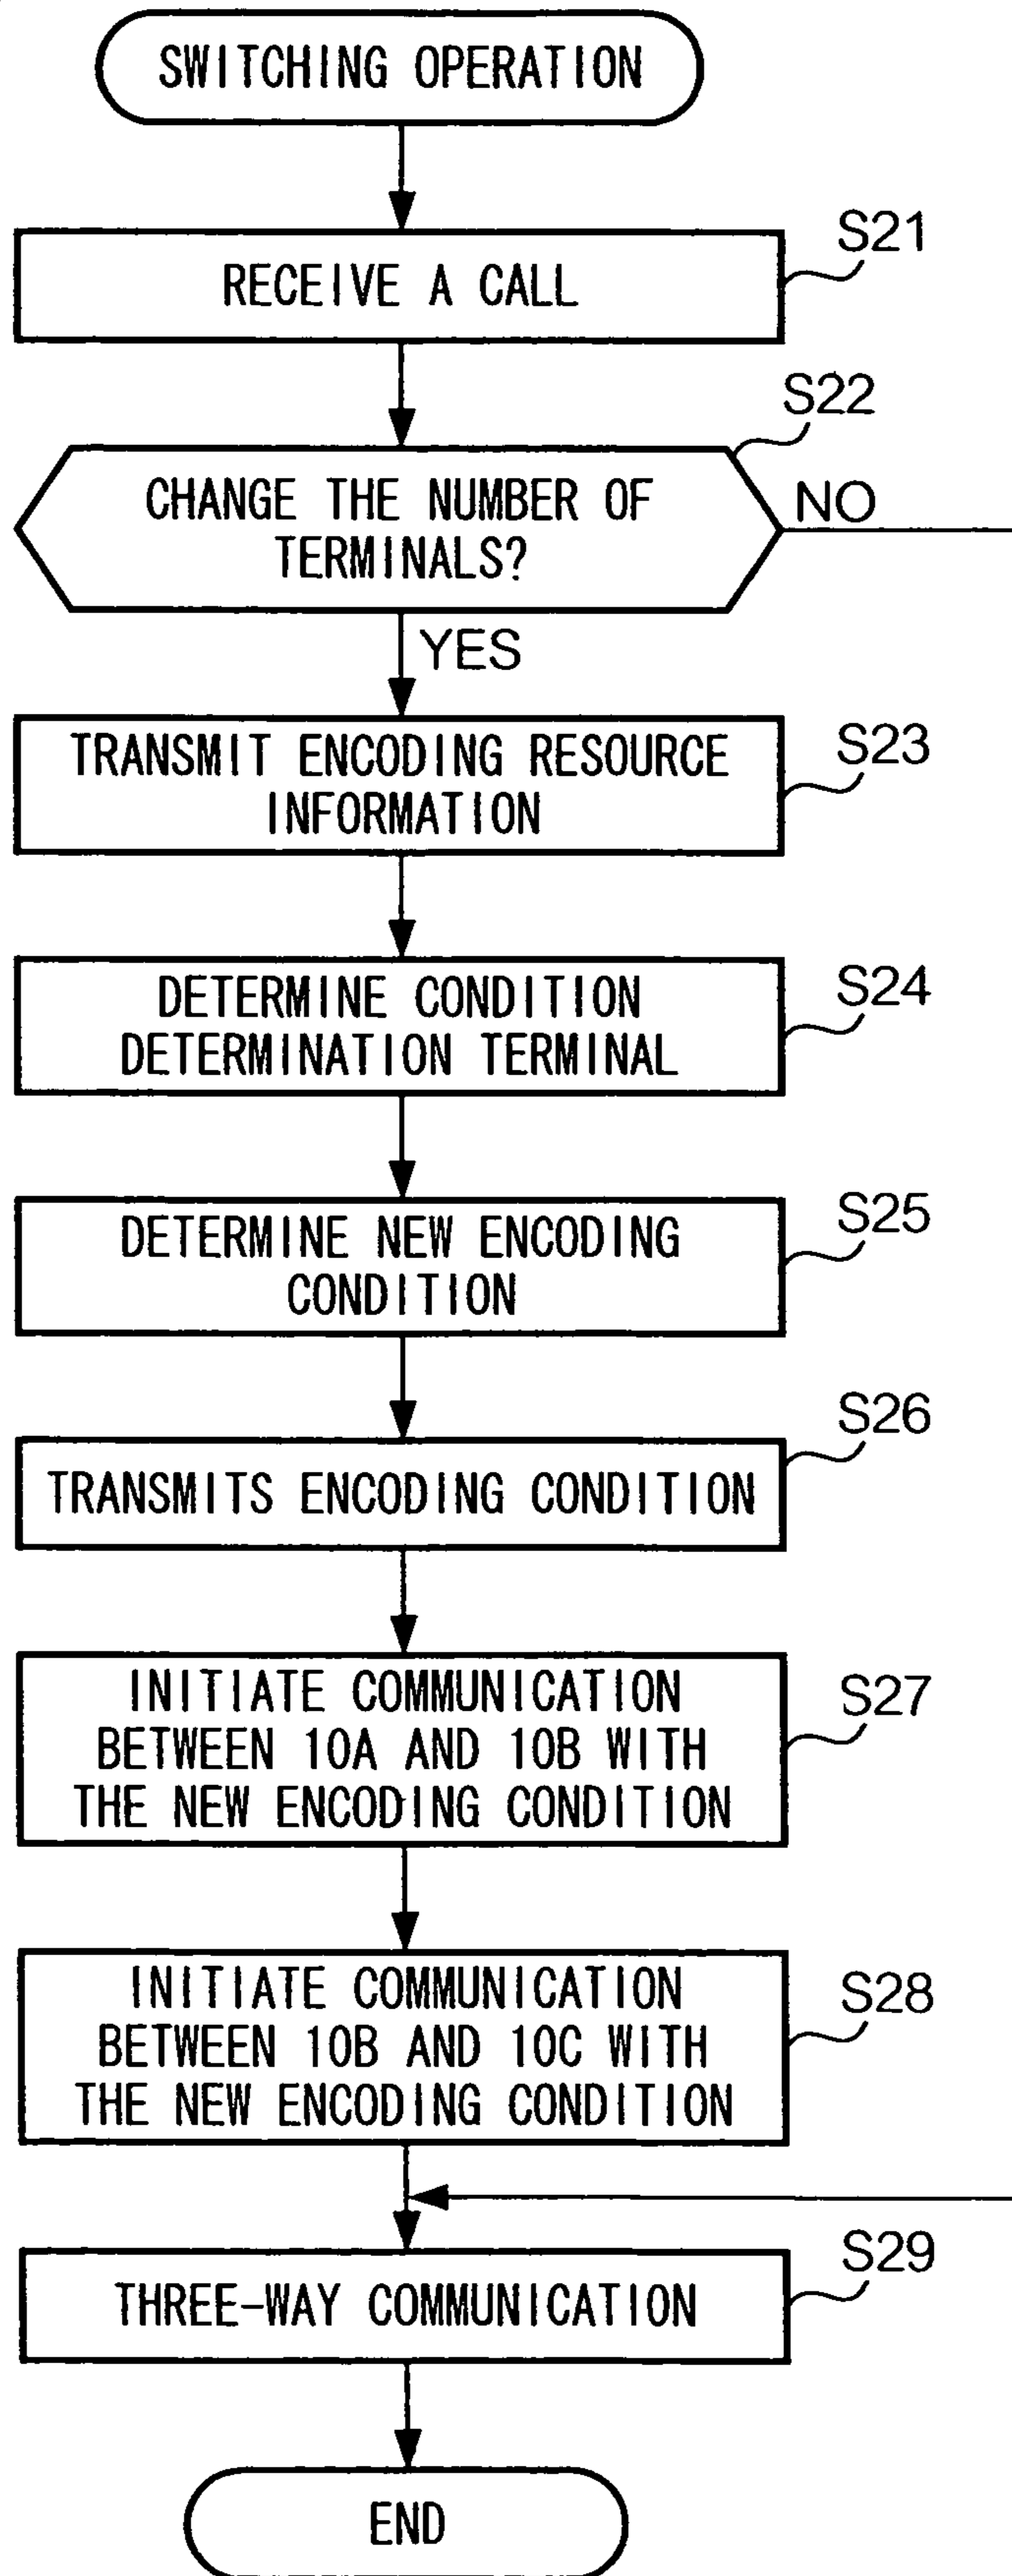 SWITCHING OPERATION
S21
RECEIVE A CALL
S22
CHANGE THE NUMBER OF
TERMINALS?
NO
YES
S23
TRANSMIT ENCODING RESOURCE
INFORMATION
S24
DETERMINE CONDITION
DETERMINATION TERMINAL
S25
DETERMINE NEW ENCODING
CONDITION
S26
TRANSMITS ENCODING CONDITION
S27
INITIATE COMMUNICATION
BETWEEN 10A AND 10B WITH
THE NEW ENCODING CONDITION
S28
INITIATE COMMUNICATION
BETWEEN 10B AND 10C WITH
THE NEW ENCODING CONDITION
S29
THREE-WAY COMMUNICATION
END